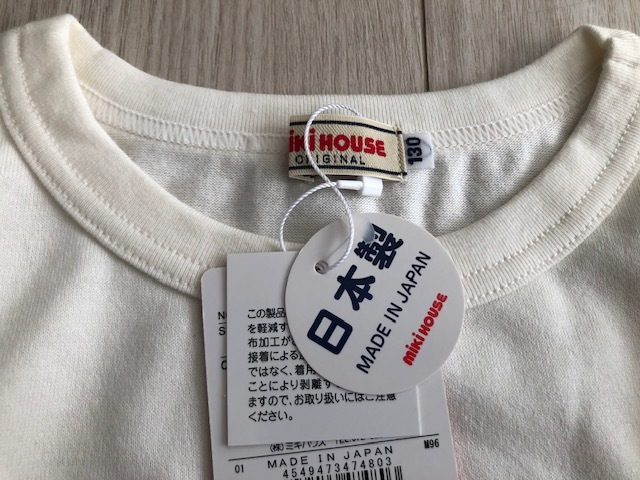 miki HOUSE
ORIGINAL
130
日本製
MADE IN JAPAN
miki HOUSE
この製品
を軽減す
布加工が
接着による
ではなく、着用
ことにより剥離す
ますので、お取り扱いにはご注意
ください。
(株)ミキハウス
01
MADE IN JAPAN
M96
4549473474803